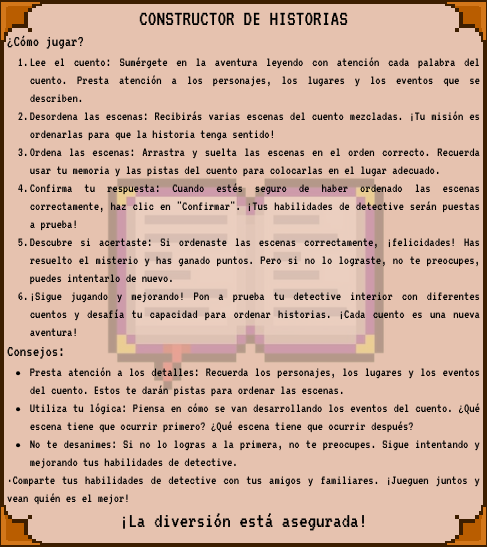 CONSTRUCTOR DE HISTORIAS
¿Cómo jugar?
1. Lee el cuento: Sumérgete en la aventura leyendo con atención cada palabra del
cuento. Presta atención a los personajes, los lugares y los eventos que se
describen.
2. Desordena las escenas: Recibirás varias escenas del cuento mezcladas. ¡Tu misión es
ordenarlas para que la historia tenga sentido!
3. Ordena las escenas: Arrastra y suelta las escenas en el orden correcto. Recuerda
usar tu memoria y las pistas del cuento para colocarlas en el lugar adecuado.
4. Confirma tu respuesta: Cuando estés seguro de haber ordenado las escenas
correctamente, haz clic en "Confirmar". ¡Tus habilidades de detective serán puestas
a prueba!
5. Descubre si acertaste: Si ordenaste las escenas correctamente, ¡felicidades! Has
resuelto el misterio y has ganado puntos. Pero si no lo lograste, no te preocupes,
puedes intentarlo de nuevo.
6. ¡Sigue jugando y mejorando! Pon a prueba tu detective interior con diferentes
cuentos y desafía tu capacidad para ordenar historias. ¡Cada cuento es una nueva
aventura!
Consejos:
• Presta atención a los detalles: Recuerda los personajes, los lugares y los eventos
del cuento. Estos te darán pistas para ordenar las escenas.
• Utiliza tu lógica: Piensa en cómo se van desarrollando los eventos del cuento. ¿Qué
escena tiene que ocurrir primero? ¿Qué escena tiene que ocurrir después?
• No te desanimes: Si no lo logras a la primera, no te preocupes. Sigue intentando y
mejorando tus habilidades de detective.
·Comparte tus habilidades de detective con tus amigos y familiares. ¡Jueguen juntos y
vean quién es el mejor!
¡La diversión está asegurada!